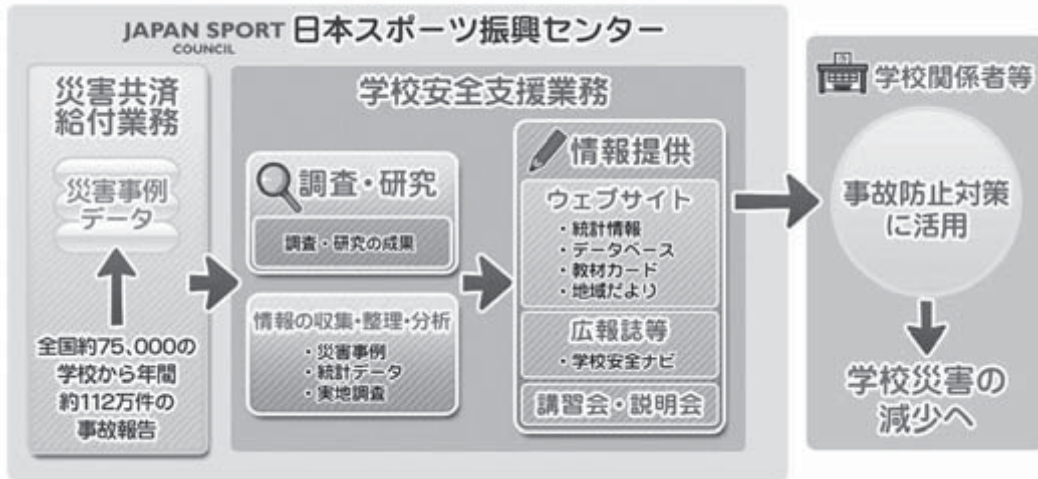 JAPAN SPORT COUNCIL 日本スポーツ振興センター
災害共済
給付業務
災害事例
データ
全国約75,000の
学校から年間
約112万件の
事故報告
学校安全支援業務
調査・研究
調査・研究の成果
情報の収集・整理・分析
・災害事例
・統計データ
・実地調査
情報提供
ウェブサイト
・統計情報
・データベース
・教材カード
・地域だより
広報誌等
・学校安全ナビ
講習会・説明会
学校関係者等
事故防止対策
に活用
学校災害の
減少へ